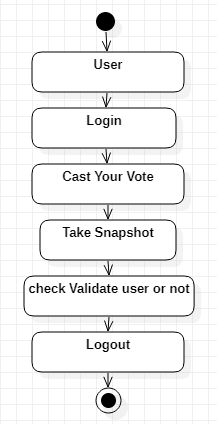 User
Login
Cast Your Vote
Take Snapshot
check Validate user or not
Logout